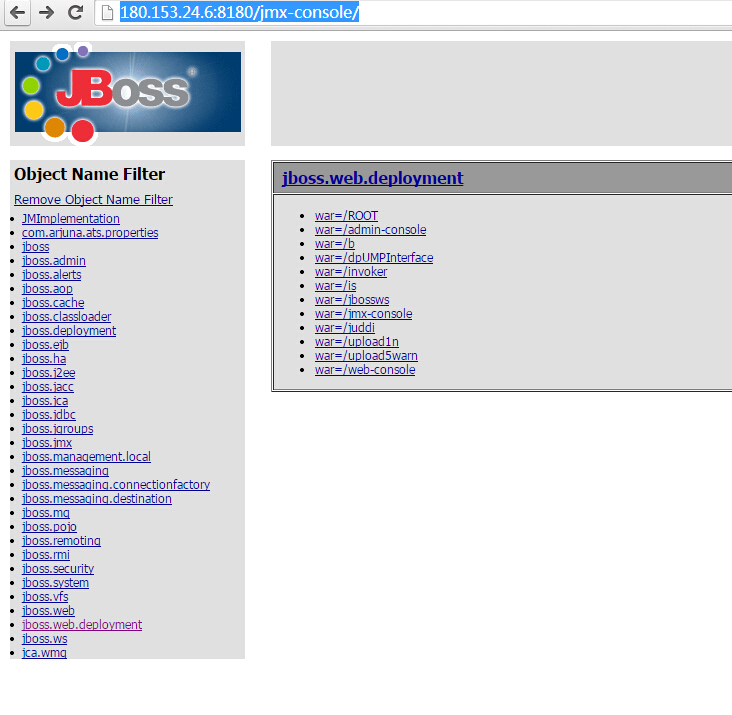 180.153.24.6:8180/jmx-console/
JBoss
Object Name Filter
Remove Object Name Filter
JMImplementation
com.arjuna.ats.properties
jboss
jboss.admin
jboss.alerts
jboss.aop
jboss.cache
jboss.classloader
jboss.deployment
jboss.ejb
jboss.ha
jboss.j2ee
jboss.jacc
jboss.jca
jboss.jdbc
jboss.jgroups
jboss.jmx
jboss.management.local
jboss.messaging
jboss.messaging.connectionfactory
jboss.messaging.destination
jboss.mq
jboss.pojo
jboss.remoting
jboss.rmi
jboss.security
jboss.system
jboss.vfs
jboss.web
jboss.web.deployment
jboss.ws
jca.wmq
jboss.web.deployment
war=/ROOT
war=/admin-console
war=/b
war=/dpUMPInterface
war=/invoker
war=/is
war=/jbossws
war=/jmx-console
war=/juddi
war=/upload1n
war=/upload5warn
war=/web-console